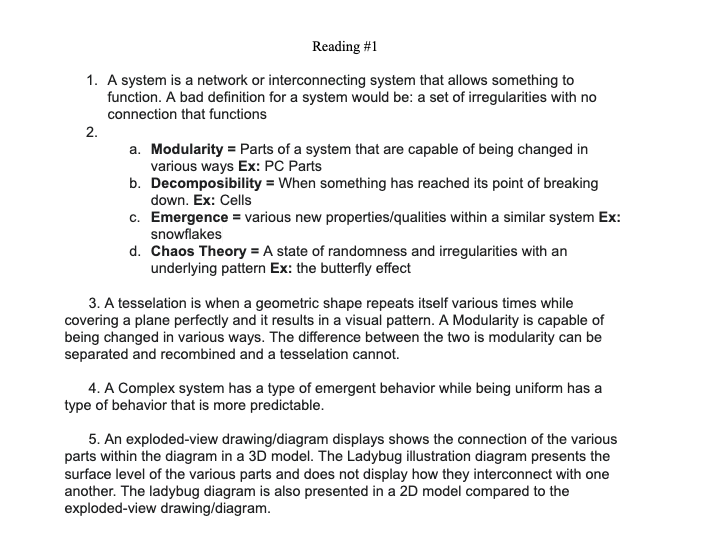 Reading #1
1. A system is a network or interconnecting system that allows something to
function. A bad definition for a system would be: a set of irregularities with no
connection that functions
2.
a. Modularity = Parts of a system that are capable of being changed in
various ways Ex: PC Parts
b. Decomposibility = When something has reached its point of breaking
down. Ex: Cells
c. Emergence = various new properties/qualities within a similar system Ex:
snowflakes
d. Chaos Theory = A state of randomness and irregularities with an
underlying pattern Ex: the butterfly effect
3. A tesselation is when a geometric shape repeats itself various times while
covering a plane perfectly and it results in a visual pattern. A Modularity is capable of
being changed in various ways. The difference between the two is modularity can be
separated and recombined and a tesselation cannot.
4. A Complex system has a type of emergent behavior while being uniform has a
type of behavior that is more predictable.
5. An exploded-view drawing/diagram displays shows the connection of the various
parts within the diagram in a 3D model. The Ladybug illustration diagram presents the
surface level of the various parts and does not display how they interconnect with one
another. The ladybug diagram is also presented in a 2D model compared to the
exploded-view drawing/diagram.